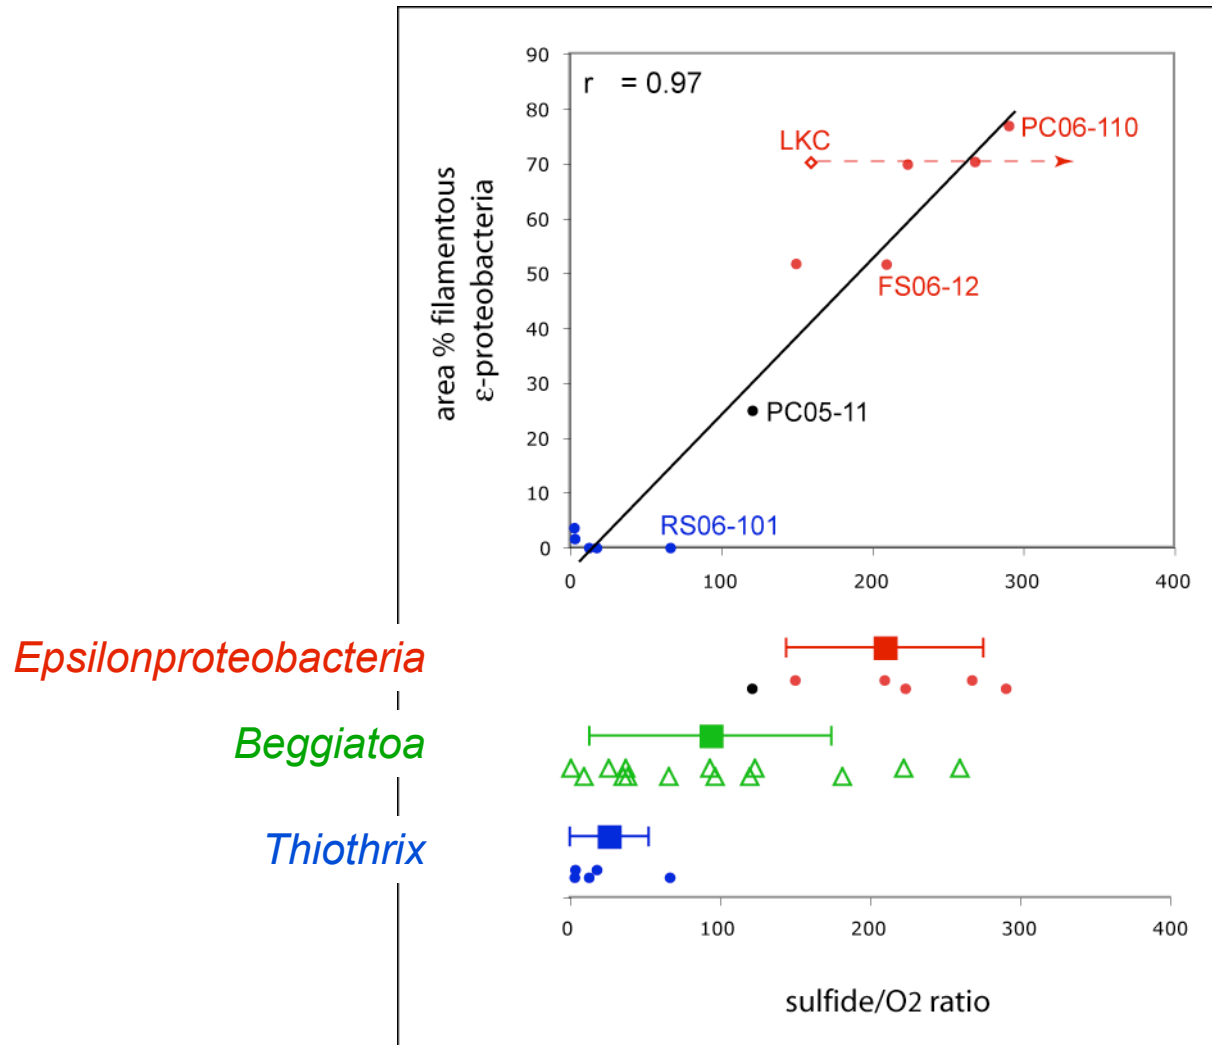 90
r = 0.97
80
LKC
PC06-110
70
60
50
FS06-12
40
30
PC05-11
20
10
RS06-101
0
0 100 200 300 400
area % filamentous
ε-proteobacteria
Epsilonproteobacteria
Beggiatoa
Thiothrix
0 100 200 300 400
sulfide/O2 ratio